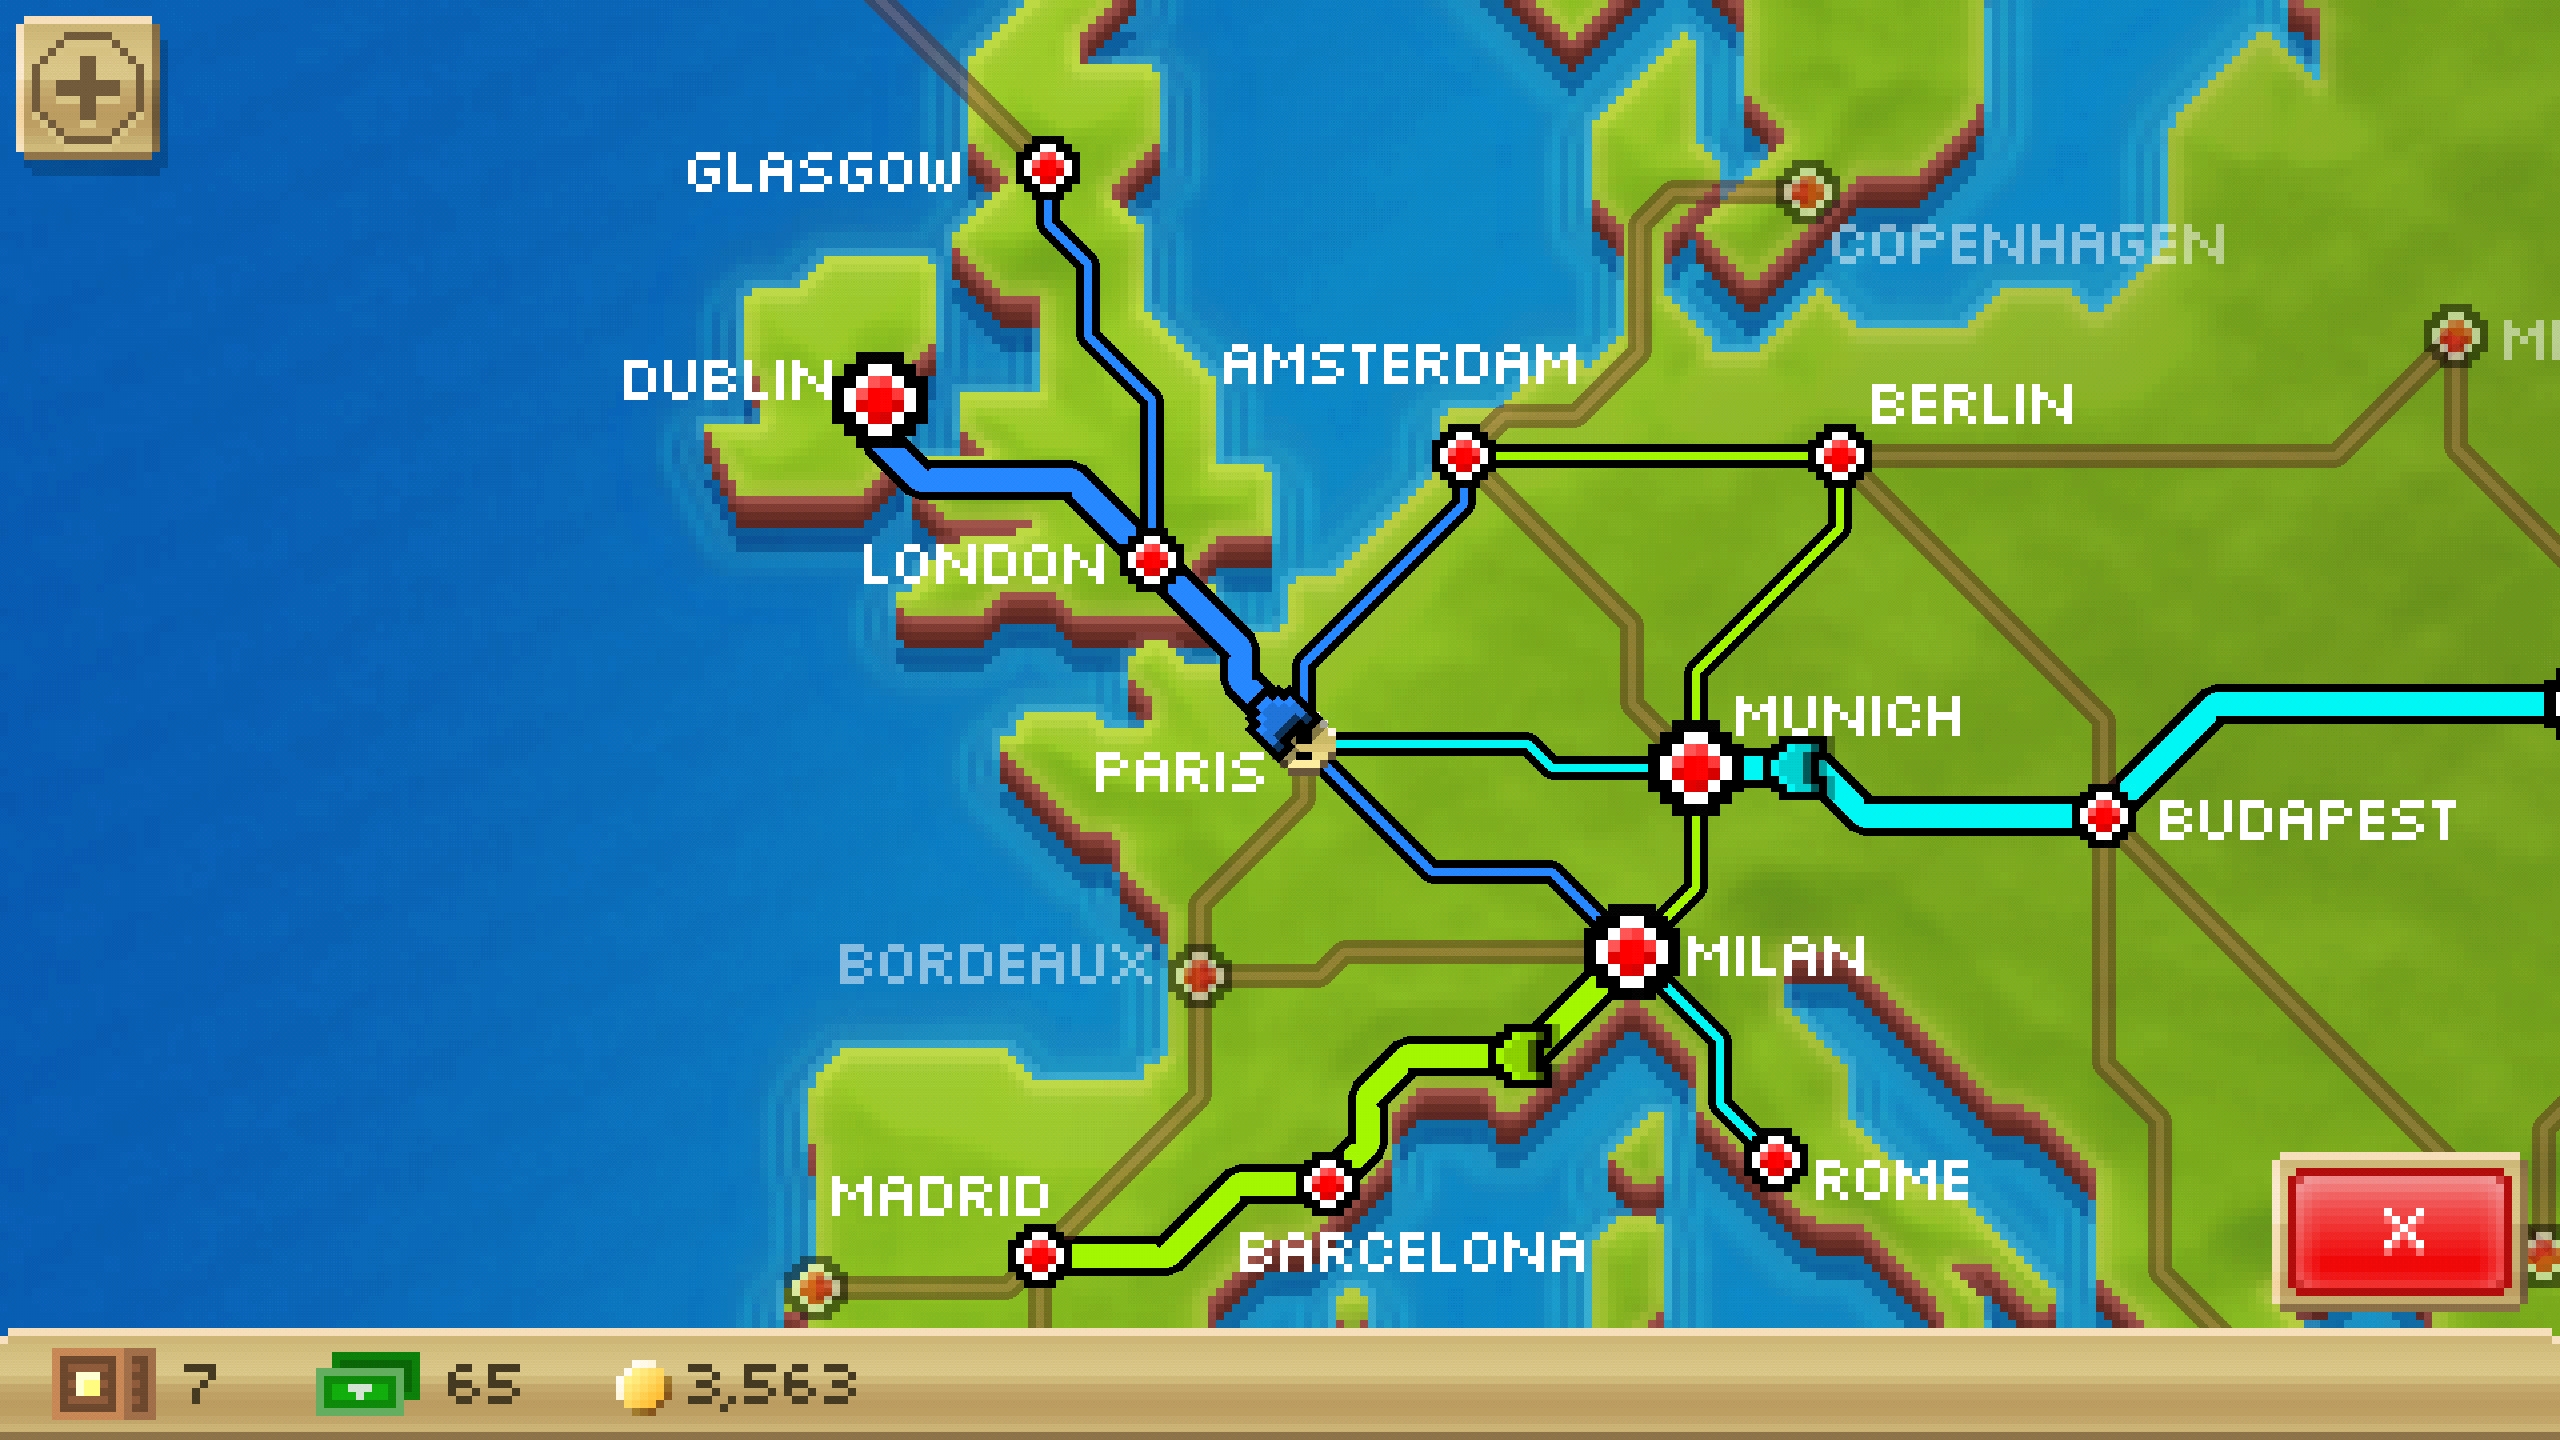 GLASGOW
COPENHAGEN
AMSTERDAM
DUBLIN
BERLIN
LONDON
MUNICH
PARIS
BUDAPEST
BORDEAUX
MILAN
ROME
MADRID
BARCELONA
X
7
65
3,563